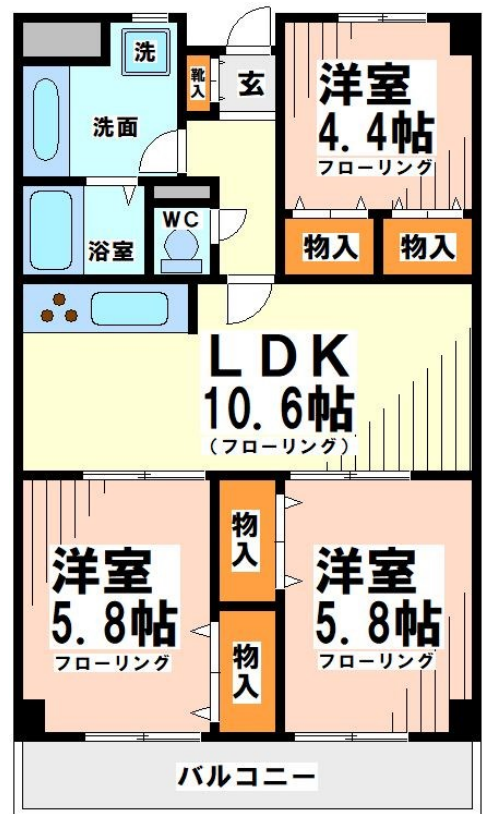 洗
靴入
玄
洋室
4.4帖
フローリング
洗面
WC
浴室
物入
物入
LDK
10.6帖
(フローリング)
物入
洋室
5.8帖
フローリング
洋室
5.8帖
フローリング
物入
バルコニー